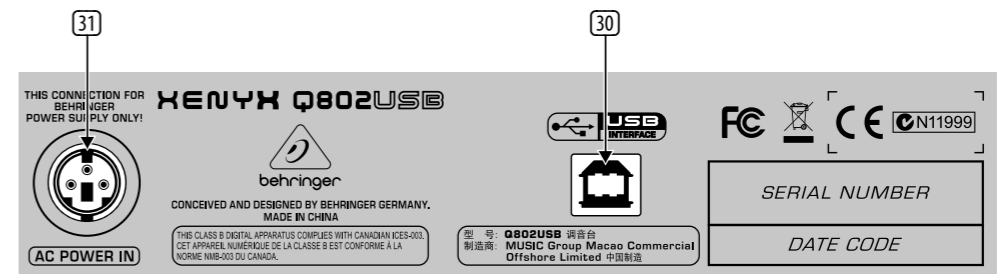 31
30
THIS CONNECTION FOR
BEHRINGER
POWER SUPPLY ONLY!
XENYX Q802USB
behringer
CONCEIVED AND DESIGNED BY BEHRINGER GERMANY.
MADE IN CHINA
THIS CLASS B DIGITAL APPARATUS COMPLIES WITH CANADIAN ICES-003.
CET APPAREIL NUMÉRIQUE DE LA CLASSE B EST CONFORME À LA
NORME NMB-003 DU CANADA.
AC POWER IN
USB
INTERFACE
型 号: Q802USB 调音台
制造商: MUSIC Group Macao Commercial
Offshore Limited 中国制造
FC CE N11999
SERIAL NUMBER
DATE CODE